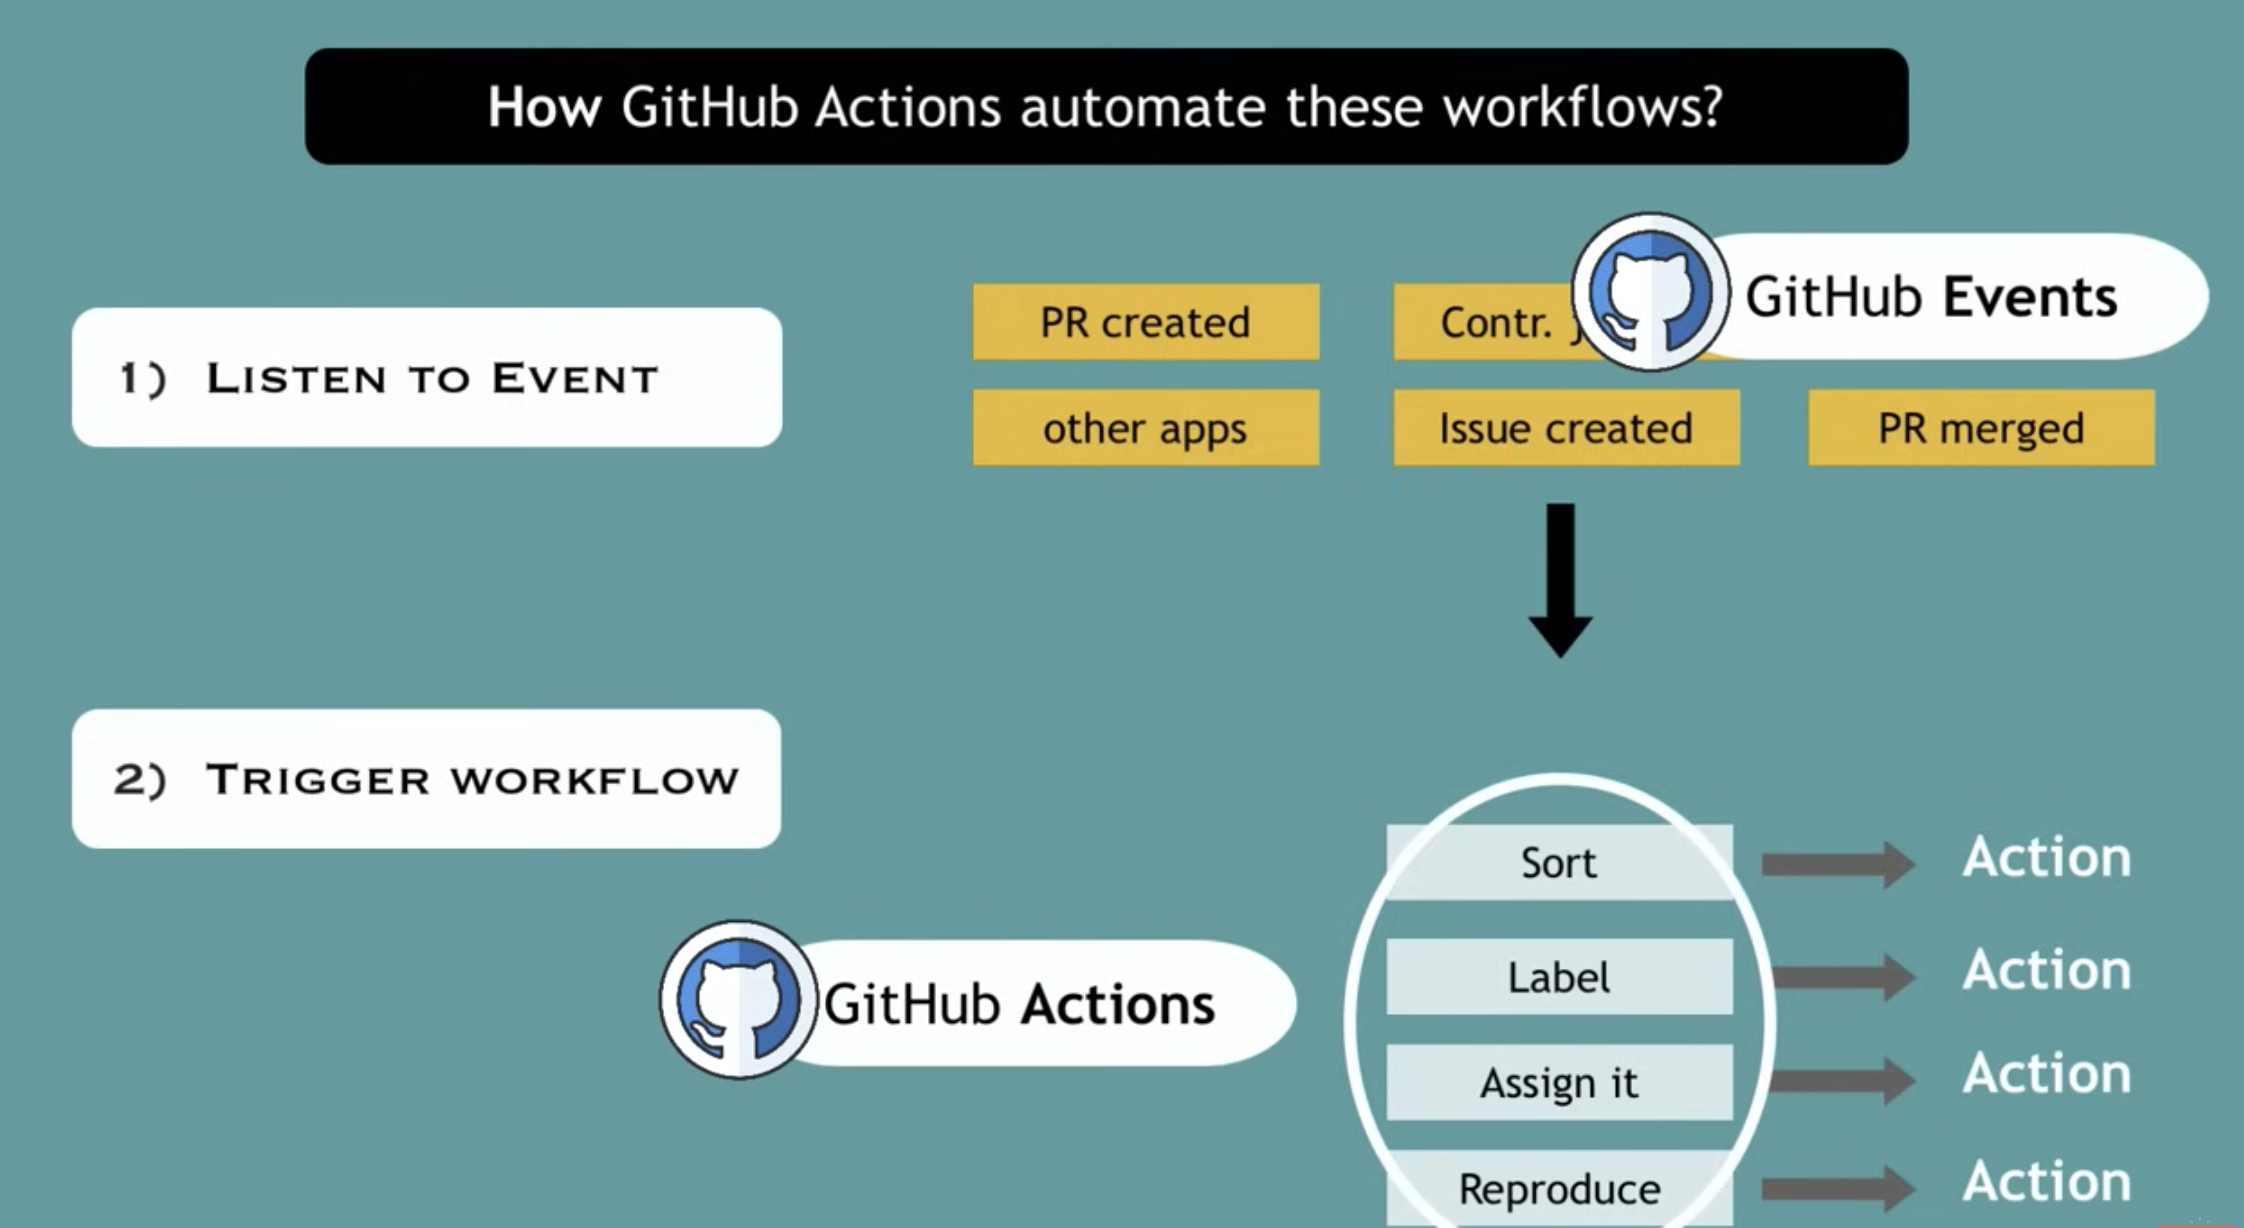 How GitHub Actions automate these workflows?
GitHub Events
PR created
Contr.
1) LISTEN TO EVENT
other apps
Issue created
PR merged
2) TRIGGER WORKFLOW
Sort
Action
Label
Action
GitHub Actions
Assign it
Action
Reproduce
Action